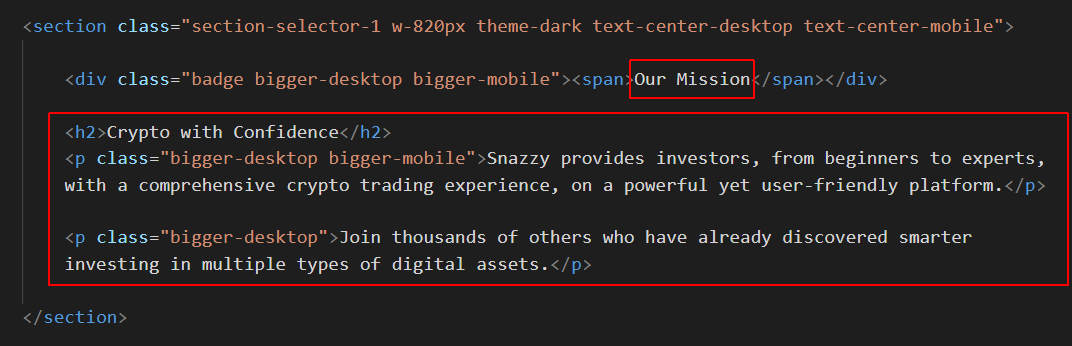 <section class="section-selector-1 w-820px theme-dark text-center-desktop text-center-mobile">
<div class="badge bigger-desktop bigger-mobile"><span>Our Mission</span></div>
<h2>Crypto with Confidence</h2>
<p class="bigger-desktop bigger-mobile">Snazzy provides investors, from beginners to experts,
with a comprehensive crypto trading experience, on a powerful yet user-friendly platform.</p>
<p class="bigger-desktop">Join thousands of others who have already discovered smarter
investing in multiple types of digital assets.</p>
</section>